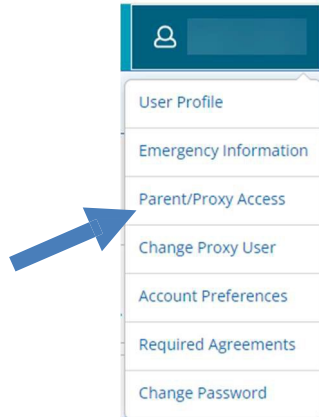 User Profile
Emergency Information
Parent/Proxy Access
Change Proxy User
Account Preferences
Required Agreements
Change Password